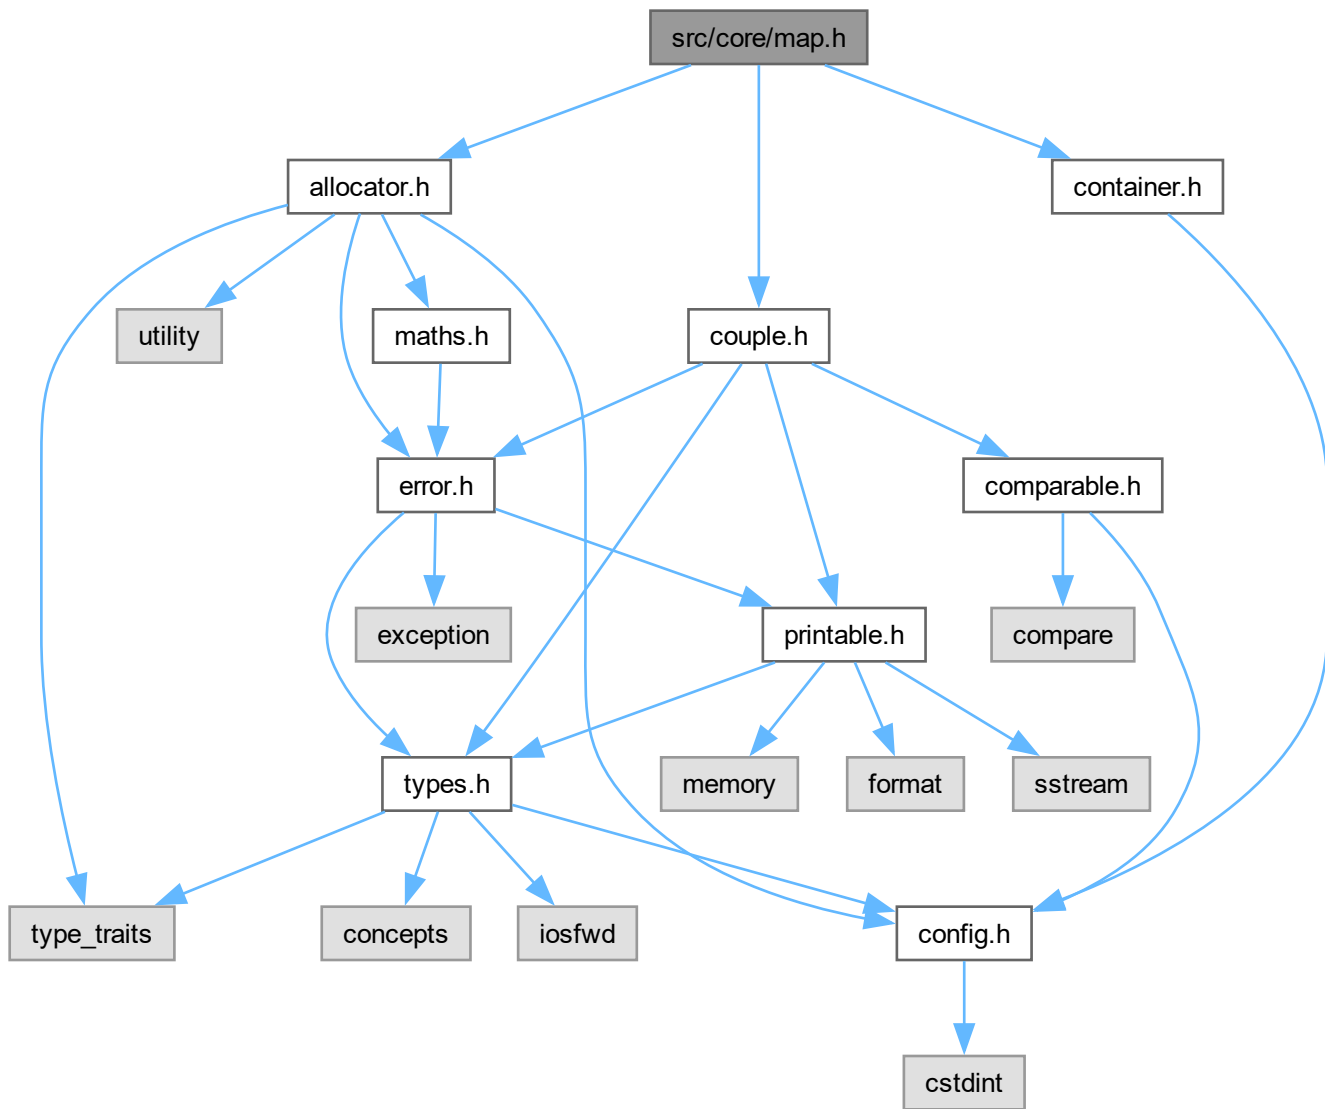 src/core/map.h
allocator.h
container.h
utility
maths.h
couple.h
error.h
comparable.h
exception
printable.h
compare
types.h
memory
format
sstream
type_traits
concepts
iosfwd
config.h
cstdint